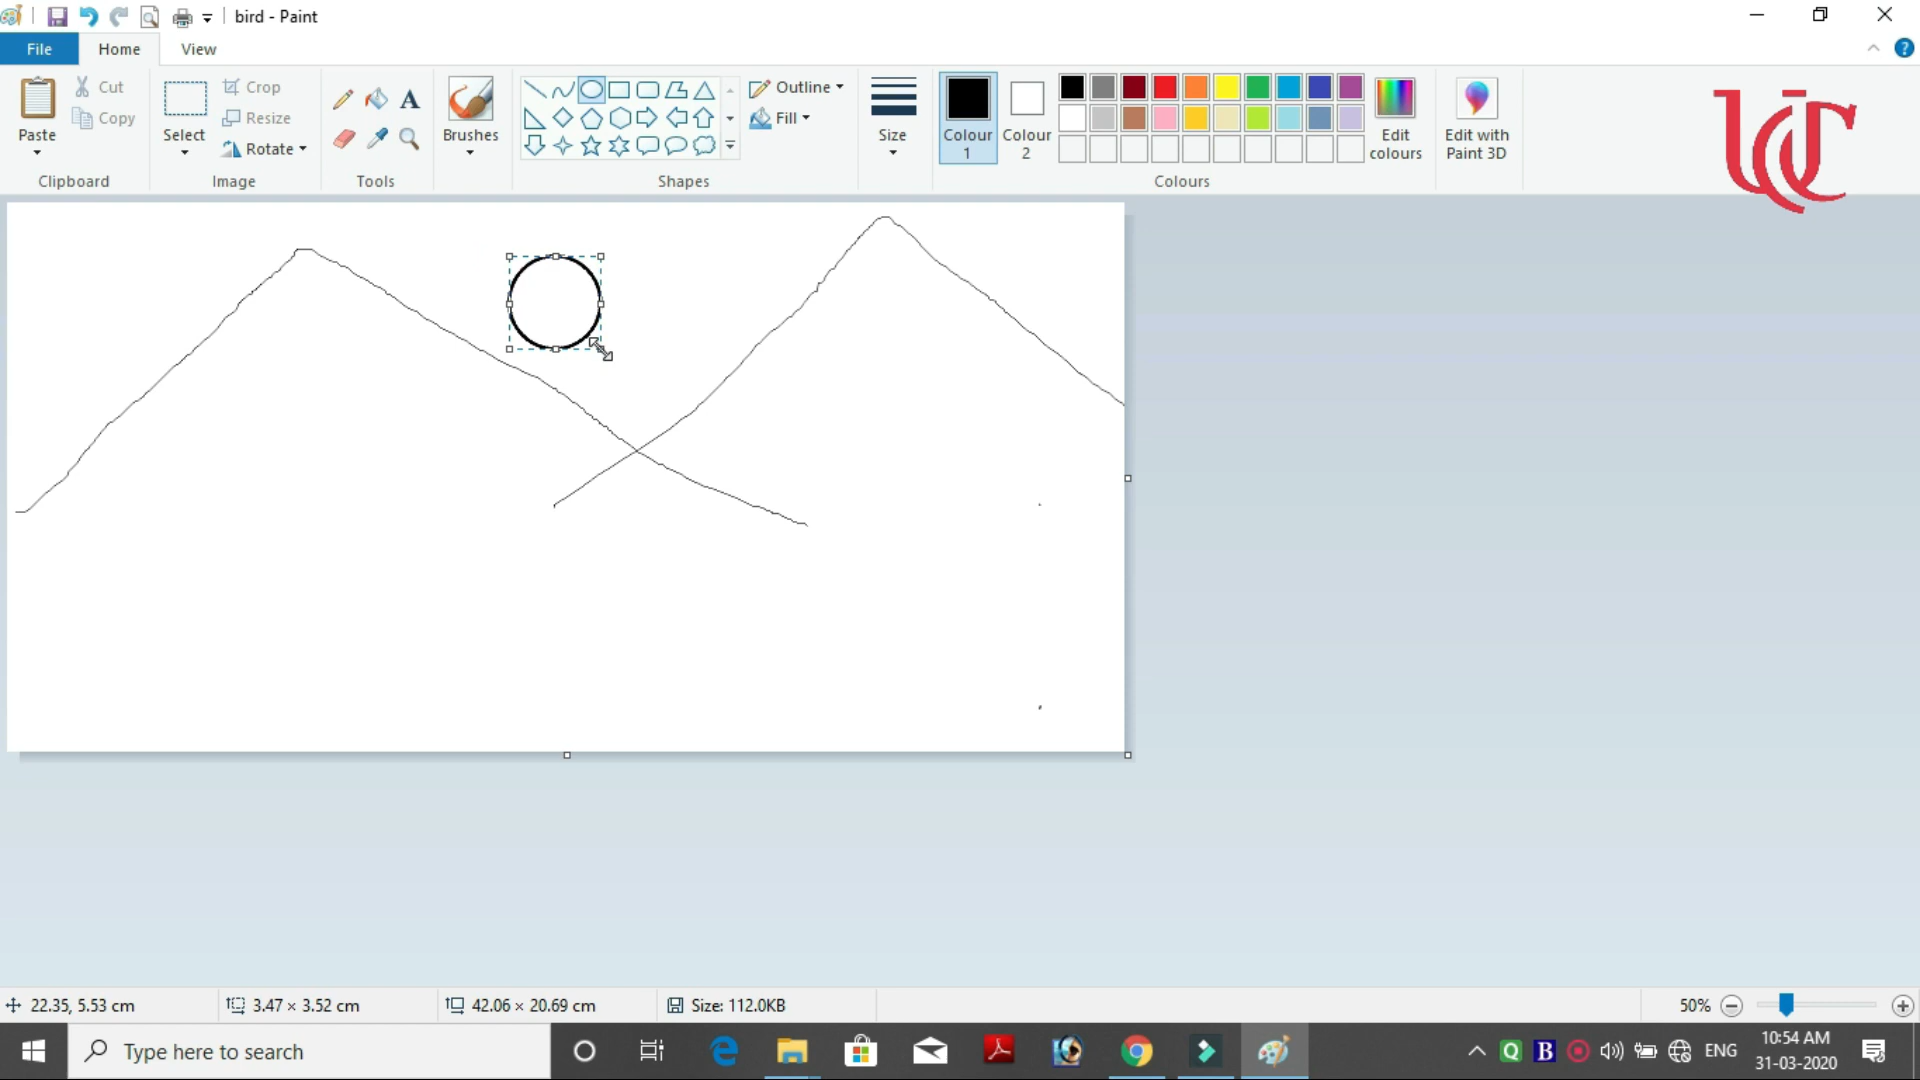 bird - Paint
File Home View
Paste
Cut
Copy
Clipboard
Select
Crop
Resize
Rotate
Image
A
Tools
Brushes
Shapes
Outline
Fill
Size
Colour 1
Colour 2
Edit colours
Colours
Edit with Paint 3D
UCC
22.35, 5.53 cm 3.47 × 3.52 cm 42.06 × 20.69 cm Size: 112.0KB 50%
Type here to search
Q B ENG
10:54 AM
31-03-2020